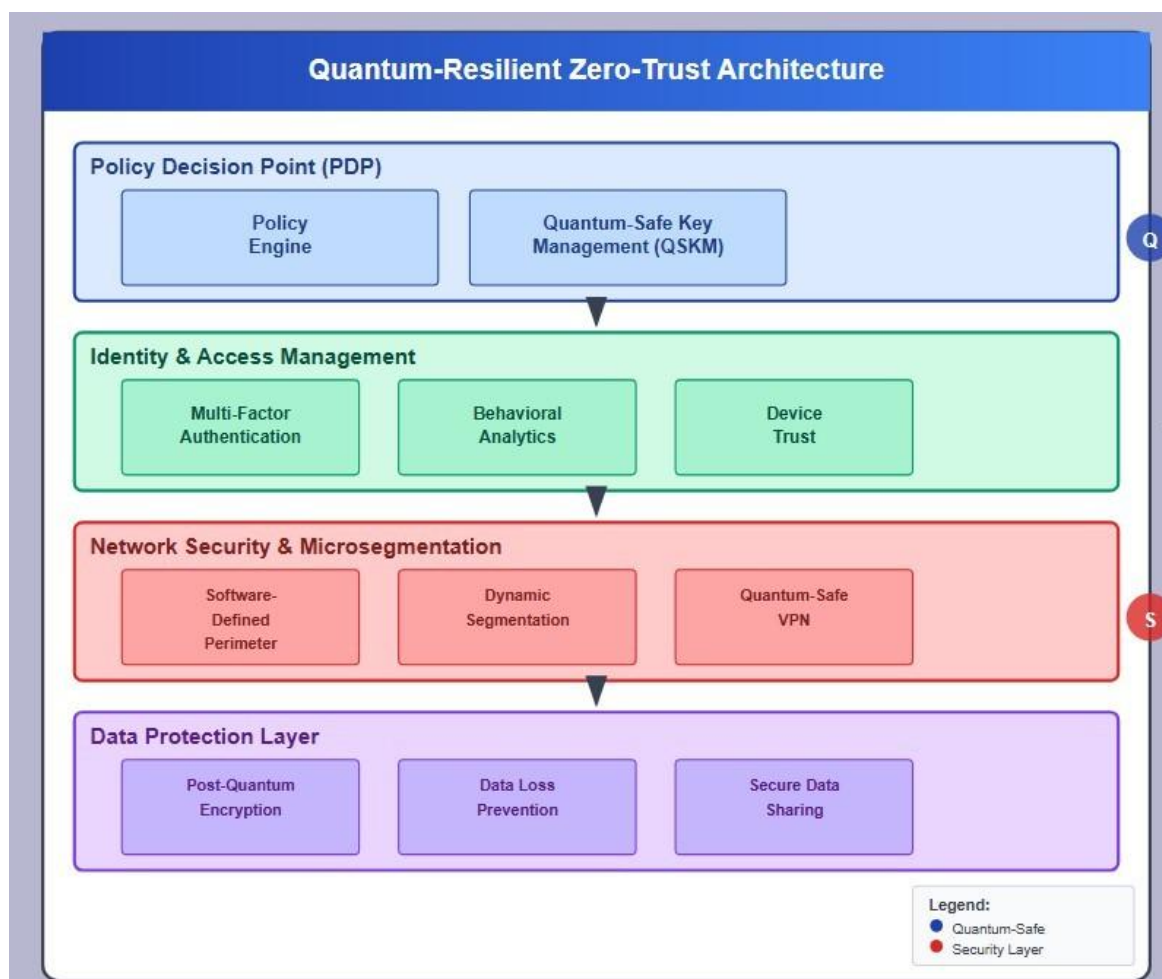 Quantum-Resilient Zero-Trust Architecture
Policy Decision Point (PDP)
Policy
Engine
Quantum-Safe Key
Management (QSKM)
Q
Identity & Access Management
Multi-Factor
Authentication
Behavioral
Analytics
Device
Trust
Network Security & Microsegmentation
Software-
Defined
Perimeter
Dynamic
Segmentation
Quantum-Safe
VPN
S
Data Protection Layer
Post-Quantum
Encryption
Data Loss
Prevention
Secure Data
Sharing
Legend:
Quantum-Safe
Security Layer